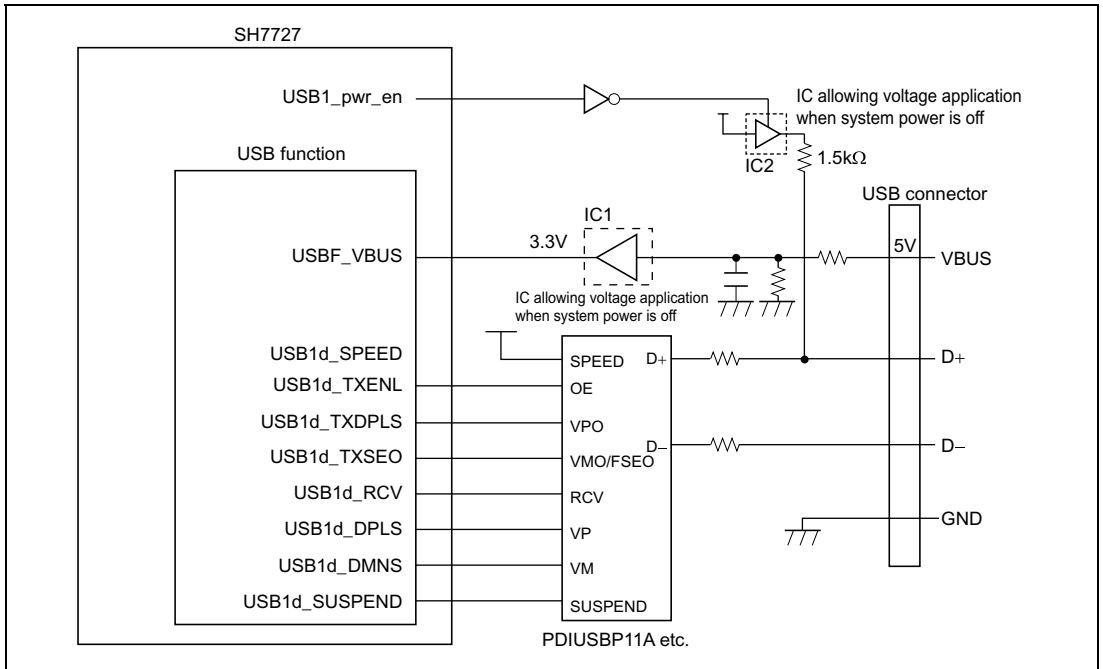 SH7727
USB1_pwr_en
IC allowing voltage application
when system power is off
IC2
1.5kΩ
USB function
USB connector
IC1
3.3V
5V
USBF_VBUS
VBUS
IC allowing voltage application
when system power is off
USB1d_SPEED
SPEED
D+
D+
USB1d_TXENL
OE
USB1d_TXDPLS
VPO
D−
D−
USB1d_TXSEO
VMO/FSEO
USB1d_RCV
RCV
GND
USB1d_DPLS
VP
USB1d_DMNS
VM
USB1d_SUSPEND
SUSPEND
PDIUSBP11A etc.